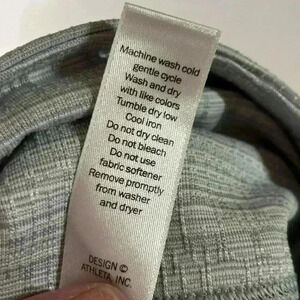 Machine wash cold
gentle cycle
Wash and dry
with like colors
Tumble dry low
Cool iron
Do not dry clean
Do not bleach
Do not use
fabric softener
Remove promptly
from washer
and dryer
DESIGN ©
ATHLETA, INC.